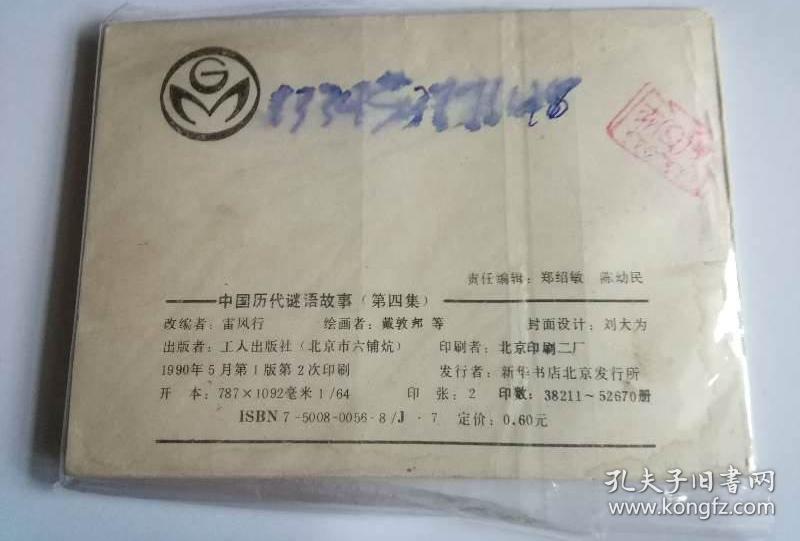 责任编辑：郑绍敏 陈幼民
中国历代谜语故事（第四集）
改编者：雷风行 绘画者：戴敦邦 等 封面设计：刘大为
出版者：工人出版社（北京市六铺炕） 印刷者：北京印刷二厂
1990年5月第1版第2次印刷 发行者：新华书店北京发行所
开 本：787×1092毫米1/64 印 张：2 印数：38211～52670册
ISBN 7-5008-0056-8/J·7 定价：0.60元
孔夫子旧书网
www.kongfz.com